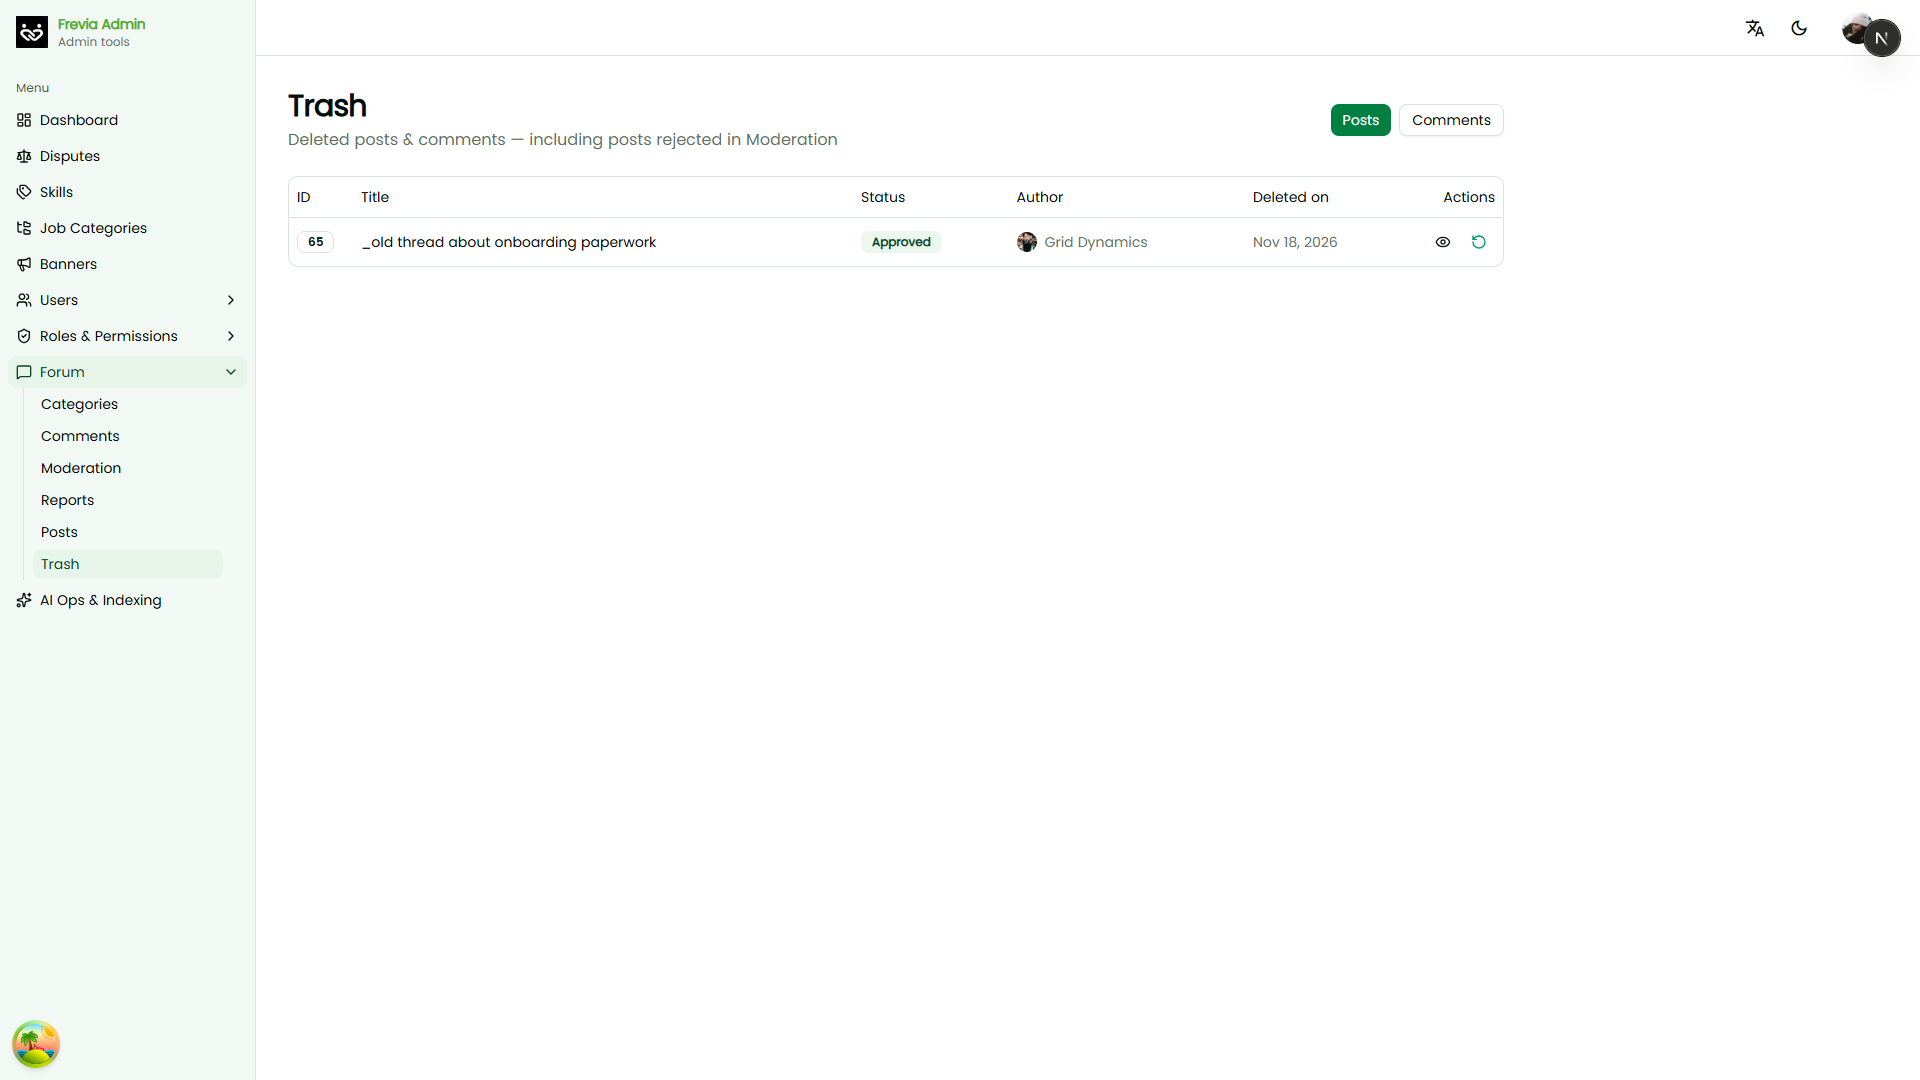 Frevia Admin
Admin tools
Menu
Dashboard
Disputes
Skills
Job Categories
Banners
Users
Roles & Permissions
Forum
Categories
Comments
Moderation
Reports
Posts
Trash
AI Ops & Indexing
N
Trash
Deleted posts & comments — including posts rejected in Moderation
Posts Comments
ID Title Status Author Deleted on Actions
65 _old thread about onboarding paperwork Approved Grid Dynamics Nov 18, 2026